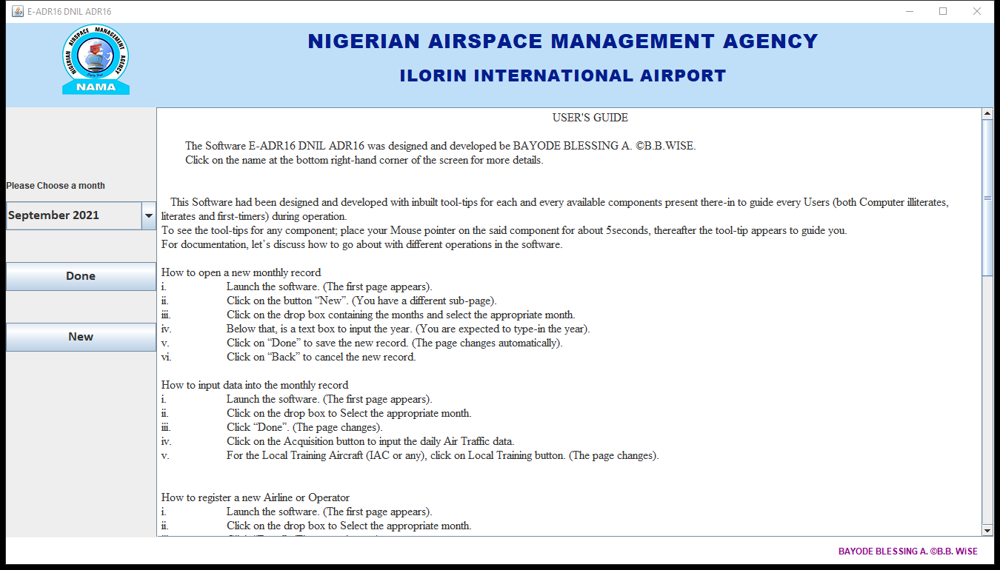 E-ADR16 DNIL ADR16
NIGERIAN AIRSPACE MANAGEMENT AGENCY
NAMA
NIGERIAN AIRSPACE MANAGEMENT AGENCY
ILORIN INTERNATIONAL AIRPORT
Please Choose a month
September 2021
Done
New
USER'S GUIDE
The Software E-ADR16 DNIL ADR16 was designed and developed be BAYODE BLESSING A. ©B.B.WISE.
Click on the name at the bottom right-hand corner of the screen for more details.
This Software had been designed and developed with inbuilt tool-tips for each and every available components present there-in to guide every Users (both Computer illiterates,
literates and first-timers) during operation.
To see the tool-tips for any component; place your Mouse pointer on the said component for about 5seconds, thereafter the tool-tip appears to guide you.
For documentation, let’s discuss how to go about with different operations in the software.
How to open a new monthly record
i. Launch the software. (The first page appears).
ii. Click on the button “New”. (You have a different sub-page).
iii. Click on the drop box containing the months and select the appropriate month.
iv. Below that, is a text box to input the year. (You are expected to type-in the year).
v. Click on “Done” to save the new record. (The page changes automatically).
vi. Click on “Back” to cancel the new record.
How to input data into the monthly record
i. Launch the software. (The first page appears).
ii. Click on the drop box to Select the appropriate month.
iii. Click “Done”. (The page changes).
iv. Click on the Acquisition button to input the daily Air Traffic data.
v. For the Local Training Aircraft (IAC or any), click on Local Training button. (The page changes).
How to register a new Airline or Operator
i. Launch the software. (The first page appears).
ii. Click on the drop box to Select the appropriate month.
BAYODE BLESSING A. ©B.B. WiSE